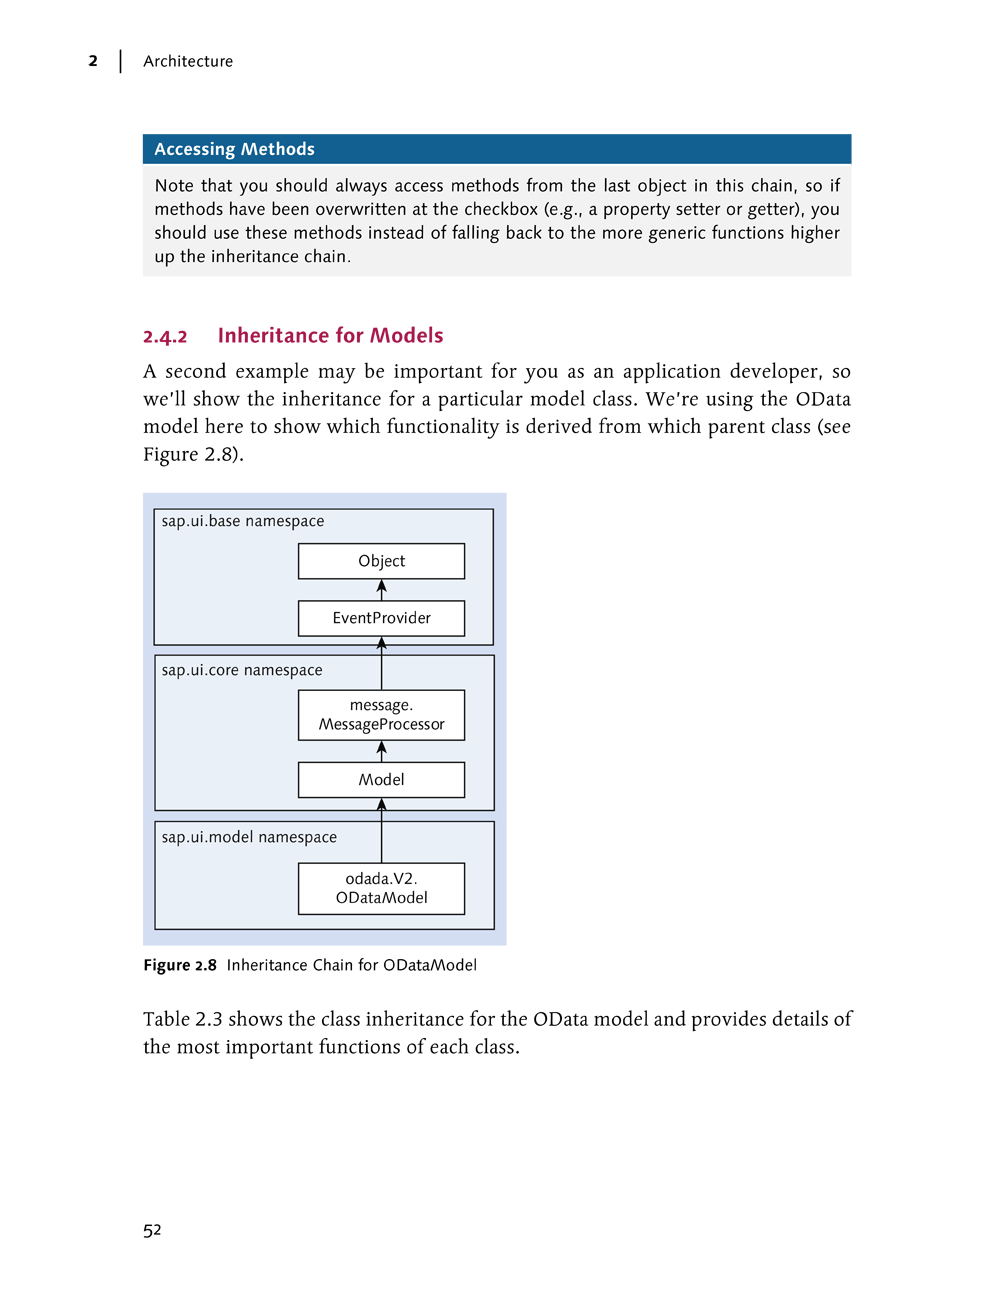 2 | Architecture
Accessing Methods
Note that you should always access methods from the last object in this chain, so if
methods have been overwritten at the checkbox (e.g., a property setter or getter), you
should use these methods instead of falling back to the more generic functions higher
up the inheritance chain.
2.4.2 Inheritance for Models
A second example may be important for you as an application developer, so
we'll show the inheritance for a particular model class. We're using the OData
model here to show which functionality is derived from which parent class (see
Figure 2.8).
sap.ui.base namespace
Object
EventProvider
sap.ui.core namespace
message.
MessageProcessor
Model
sap.ui.model namespace
odada.V2.
ODataModel
Figure 2.8 Inheritance Chain for ODataModel
Table 2.3 shows the class inheritance for the OData model and provides details of
the most important functions of each class.
52